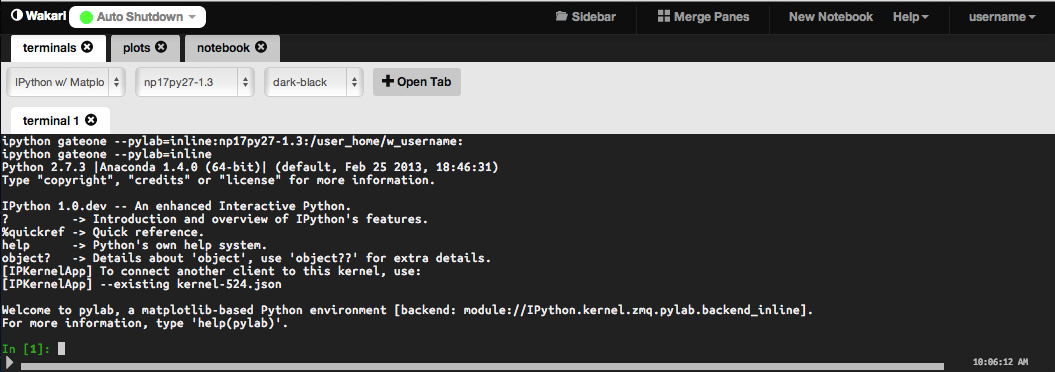 Wakari Auto Shutdown Sidebar Merge Panes New Notebook Help username
terminals plots notebook
IPython w/ Matplo np17py27-1.3 dark-black Open Tab
terminal 1
ipython gateone --pylab=inline:np17py27-1.3:/user_home/w_username:
ipython gateone --pylab=inline
Python 2.7.3 |Anaconda 1.4.0 (64-bit)| (default, Feb 25 2013, 18:46:31)
Type "copyright", "credits" or "license" for more information.
IPython 1.0.dev -- An enhanced Interactive Python.
?         -> Introduction and overview of IPython's features.
%quickref -> Quick reference.
help      -> Python's own help system.
object?   -> Details about 'object', use 'object??' for extra details.
[IPKernelApp] To connect another client to this kernel, use:
[IPKernelApp] --existing kernel-524.json
Welcome to pylab, a matplotlib-based Python environment [backend: module://IPython.kernel.zmq.pylab.backend_inline].
For more information, type 'help(pylab)'.
In [1]:
10:06:12 AM